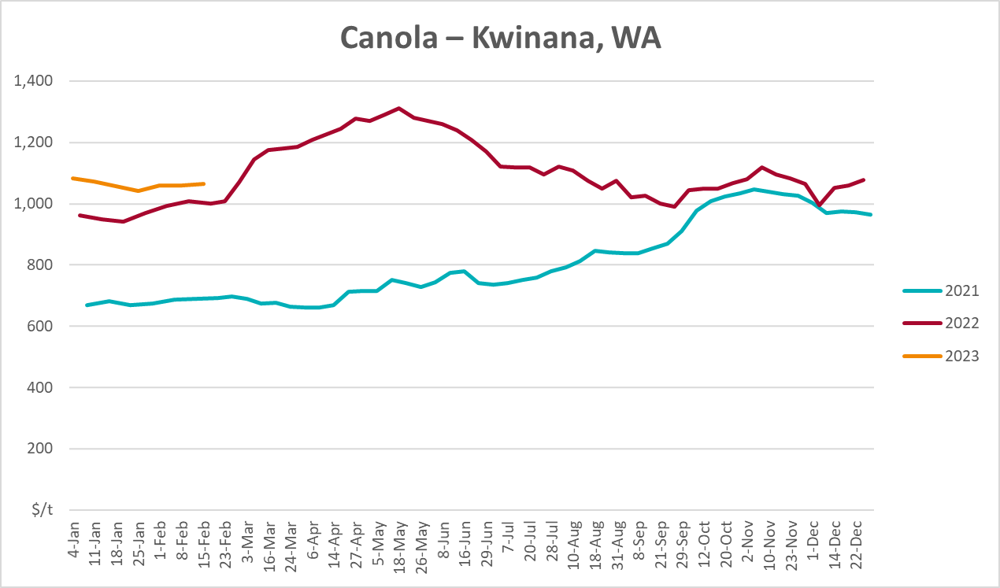 Canola – Kwinana, WA
1,400
1,200
1,000
800
600
400
200
$/t
4-Jan
11-Jan
18-Jan
25-Jan
1-Feb
8-Feb
15-Feb
23-Feb
3-Mar
16-Mar
24-Mar
6-Apr
14-Apr
27-Apr
5-May
18-May
26-May
8-Jun
16-Jun
29-Jun
7-Jul
20-Jul
28-Jul
10-Aug
18-Aug
31-Aug
8-Sep
21-Sep
29-Sep
12-Oct
20-Oct
2-Nov
10-Nov
23-Nov
1-Dec
14-Dec
22-Dec
2021
2022
2023